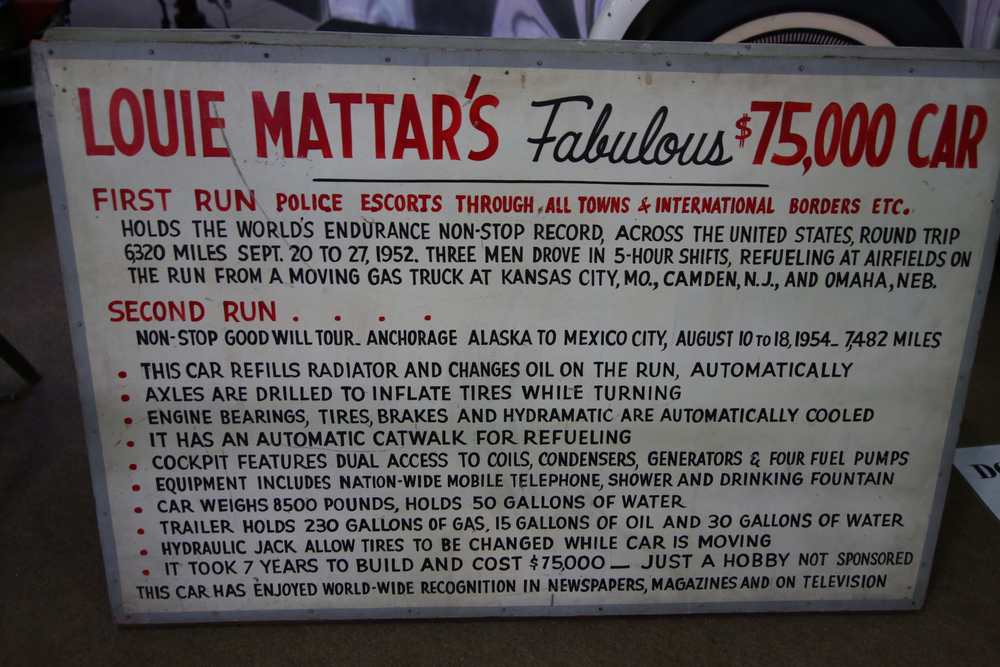 LOUIE MATTAR'S Fabulous $75,000 CAR
FIRST RUN POLICE ESCORTS THROUGH ALL TOWNS & INTERNATIONAL BORDERS ETC.
HOLDS THE WORLD'S ENDURANCE NON-STOP RECORD, ACROSS THE UNITED STATES, ROUND TRIP
6,320 MILES SEPT. 20 TO 27, 1952. THREE MEN DROVE IN 5-HOUR SHIFTS, REFUELING AT AIRFIELDS ON
THE RUN FROM A MOVING GAS TRUCK AT KANSAS CITY, MO., CAMDEN, N.J., AND OMAHA, NEB.
SECOND RUN . . . .
NON-STOP GOOD WILL TOUR_ ANCHORAGE ALASKA TO MEXICO CITY, AUGUST 10 TO 18, 1954_ 7,482 MILES
• THIS CAR REFILLS RADIATOR AND CHANGES OIL ON THE RUN, AUTOMATICALLY
• AXLES ARE DRILLED TO INFLATE TIRES WHILE TURNING
• ENGINE BEARINGS, TIRES, BRAKES AND HYDRAMATIC ARE AUTOMATICALLY COOLED
• IT HAS AN AUTOMATIC CATWALK FOR REFUELING
• COCKPIT FEATURES DUAL ACCESS TO COILS, CONDENSERS, GENERATORS & FOUR FUEL PUMPS
• EQUIPMENT INCLUDES NATION-WIDE MOBILE TELEPHONE, SHOWER AND DRINKING FOUNTAIN
• CAR WEIGHS 8500 POUNDS, HOLDS 50 GALLONS OF WATER
• TRAILER HOLDS 230 GALLONS OF GAS, 15 GALLONS OF OIL AND 30 GALLONS OF WATER
• HYDRAULIC JACK ALLOW TIRES TO BE CHANGED WHILE CAR IS MOVING
• IT TOOK 7 YEARS TO BUILD AND COST $75,000 _ JUST A HOBBY NOT SPONSORED
THIS CAR HAS ENJOYED WORLD-WIDE RECOGNITION IN NEWSPAPERS, MAGAZINES AND ON TELEVISION